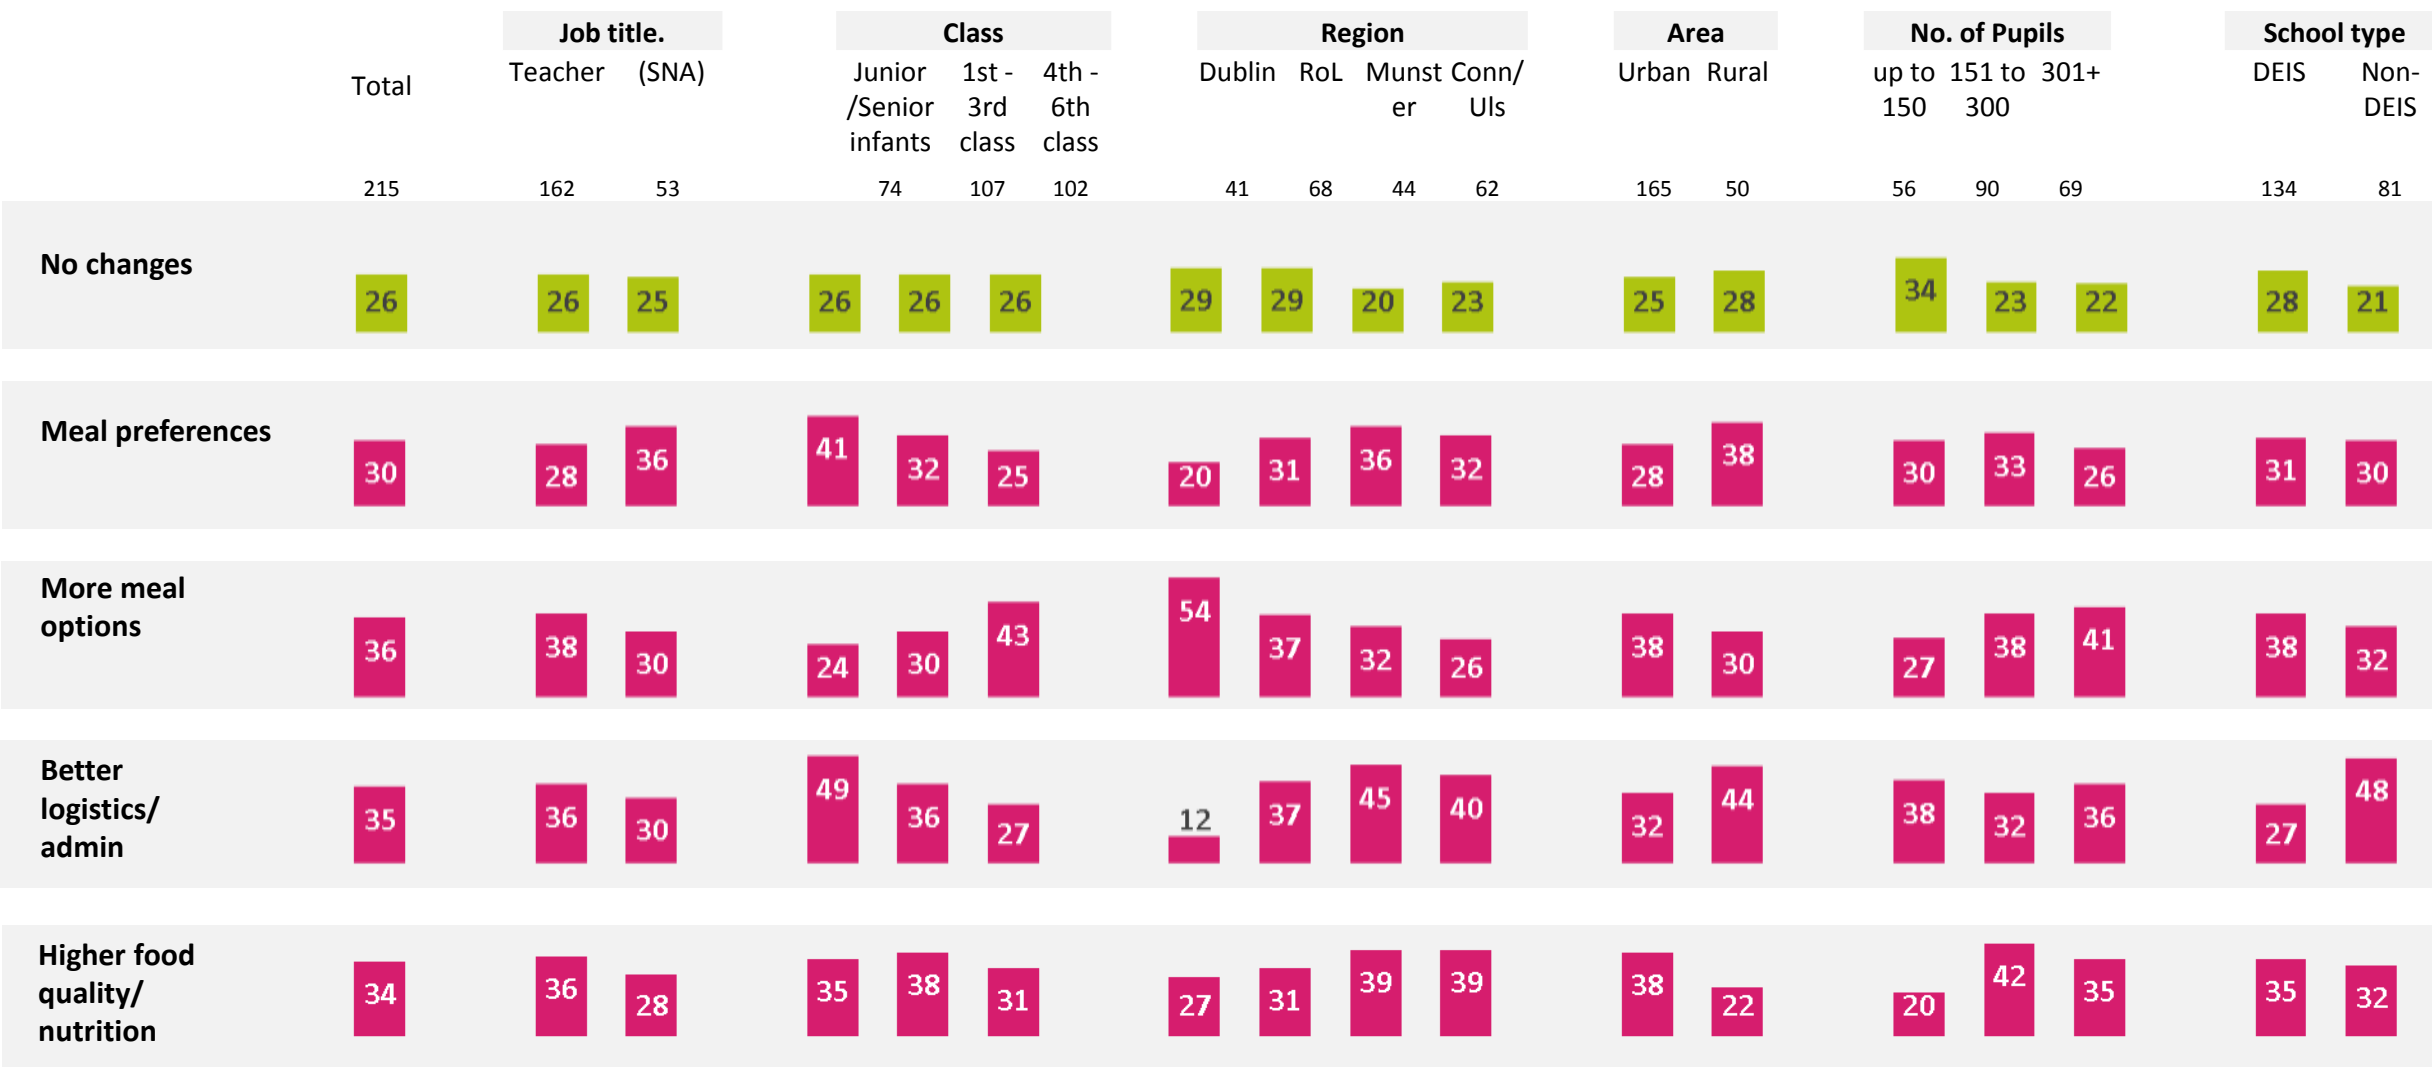 Job title. Class Region Area No. of Pupils School type
Total Teacher (SNA) Junior 1st - 4th - Dublin RoL Munst Conn/ Urban Rural up to 151 to 301+ DEIS Non-
/Senior 3rd 6th er Uls 150 300 DEIS
infants class class
215 162 53 74 107 102 41 68 44 62 165 50 56 90 69 134 81
No changes
26 26 25 26 26 26 29 29 20 23 25 28 34 23 22 28 21
Meal preferences
30 28 36 41 32 25 20 31 36 32 28 38 30 33 26 31 30
More meal
options
36 38 30 24 30 43 54 37 32 26 38 30 27 38 41 38 32
Better
logistics/
admin
35 36 30 49 36 27 12 37 45 40 32 44 38 32 36 27 48
Higher food
quality/
nutrition
34 36 28 35 38 31 27 31 39 39 38 22 20 42 35 35 32